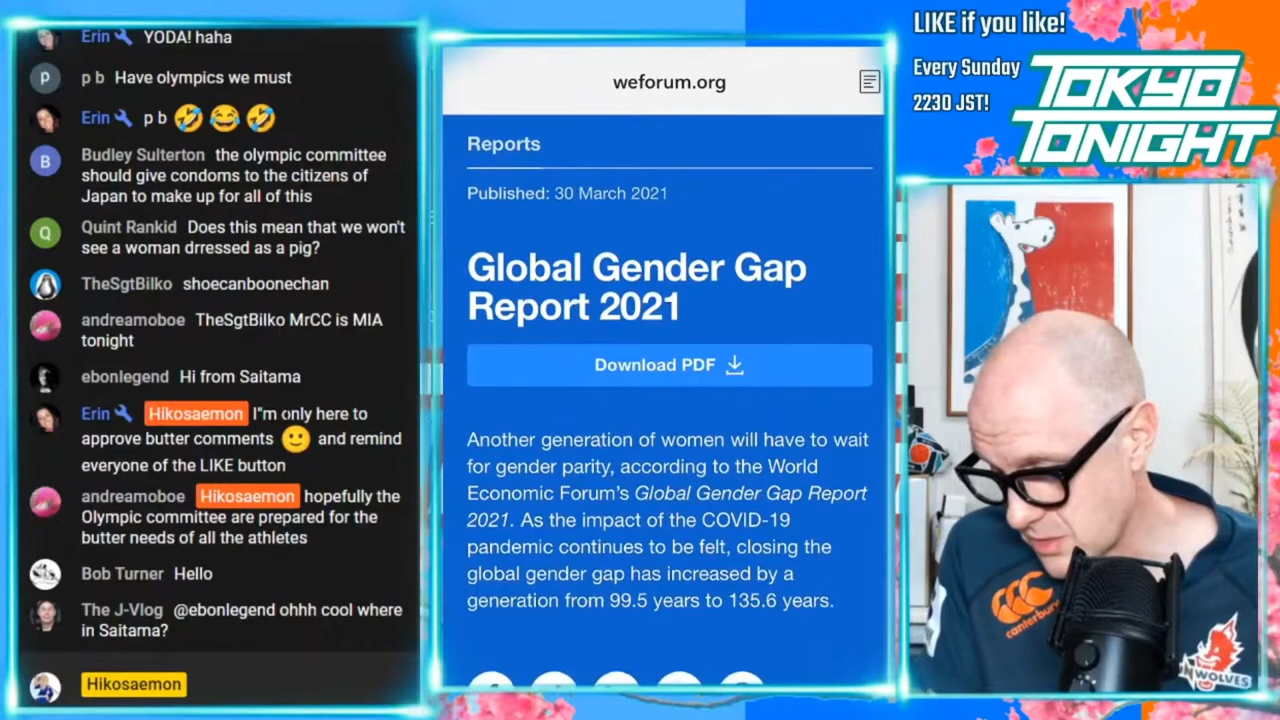 Erin YODA! haha
p b Have olympics we must
Erin p b 🤣😂🤣
Budley Sulterton the olympic committee
should give condoms to the citizens of
Japan to make up for all of this
Quint Rankid Does this mean that we won't
see a woman drressed as a pig?
TheSgtBilko shoecanboonechan
andreamoboe TheSgtBilko MrCC is MIA
tonight
ebonlegend Hi from Saitama
Erin Hikosaemon I"m only here to
approve butter comments 🙂 and remind
everyone of the LIKE button
andreamoboe Hikosaemon hopefully the
Olympic committee are prepared for the
butter needs of all the athletes
Bob Turner Hello
The J-Vlog @ebonlegend ohhh cool where
in Saitama?
Hikosaemon
P
B
Q
weforum.org
Reports
Published: 30 March 2021
Global Gender Gap
Report 2021
Download PDF
Another generation of women will have to wait
for gender parity, according to the World
Economic Forum's Global Gender Gap Report
2021. As the impact of the COVID-19
pandemic continues to be felt, closing the
global gender gap has increased by a
generation from 99.5 years to 135.6 years.
LIKE if you like!
Every Sunday
2230 JST!
TOKYO
TONIGHT
canterbury
WOLVES